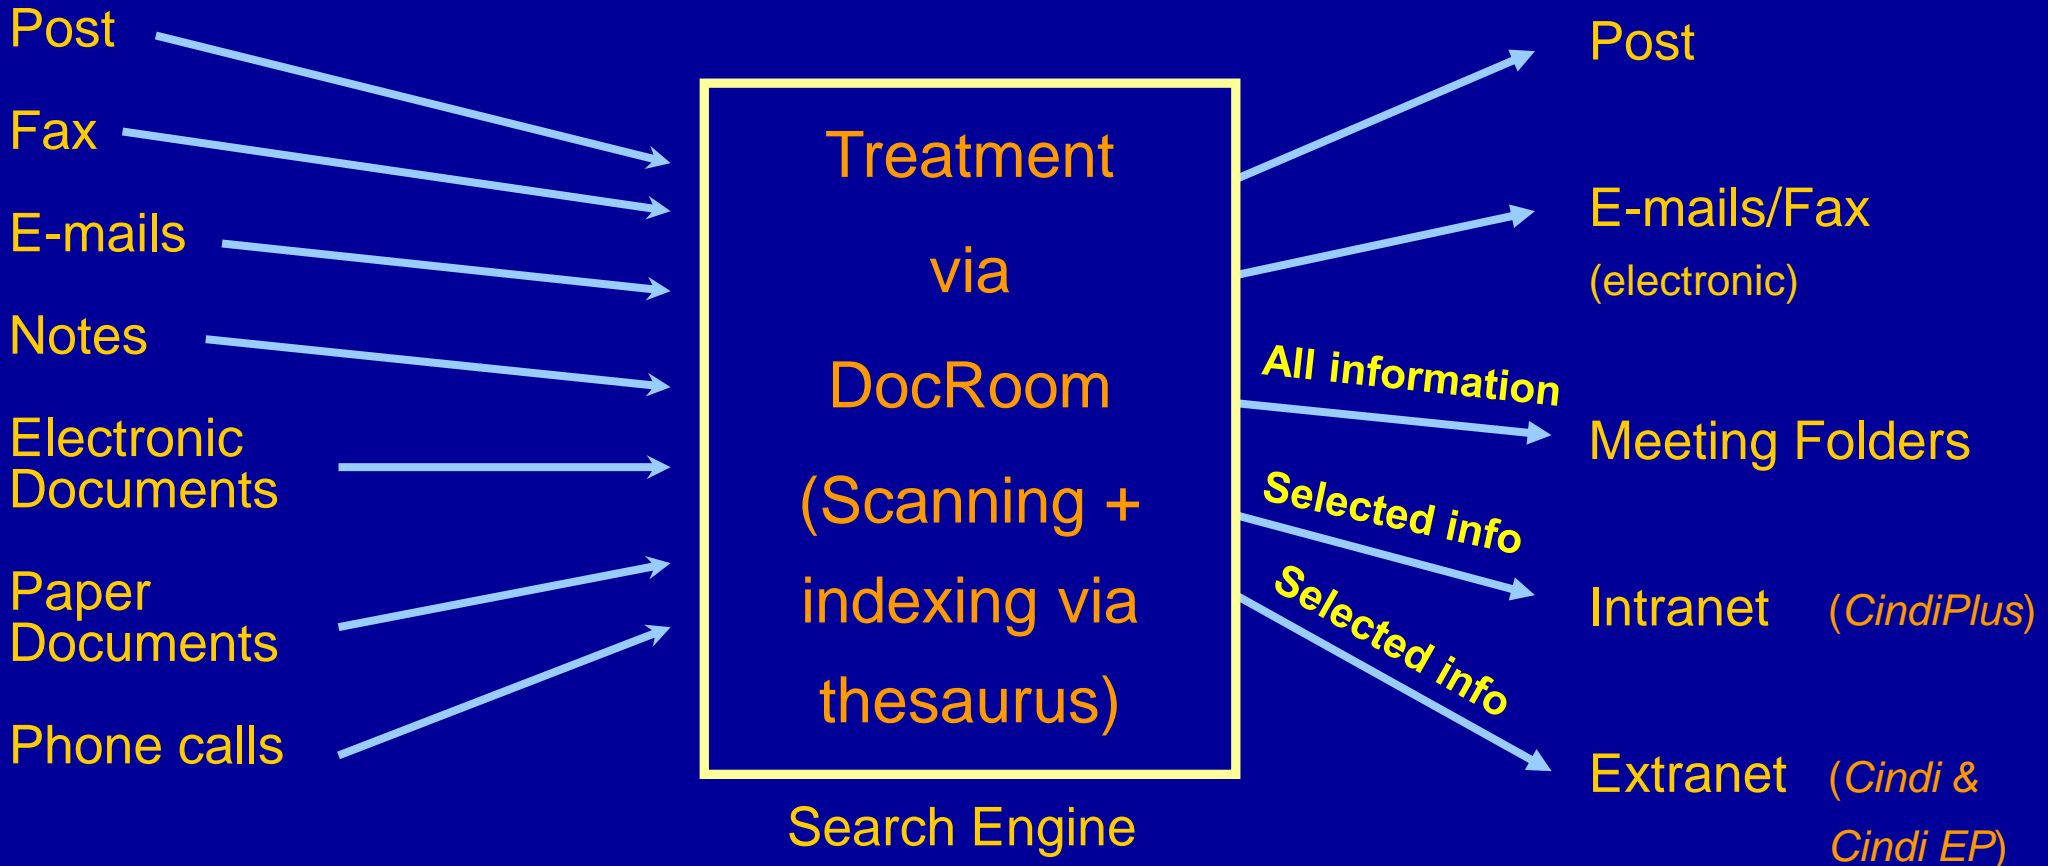 Post
Fax
E-mails
Notes
Electronic
Documents
Paper
Documents
Phone calls
Treatment
via
DocRoom
(Scanning +
indexing via
thesaurus)
Search Engine
All information
Selected info
Selected info
Post
E-mails/Fax
(electronic)
Meeting Folders
Intranet (CindiPlus)
Extranet (Cindi &
Cindi EP)